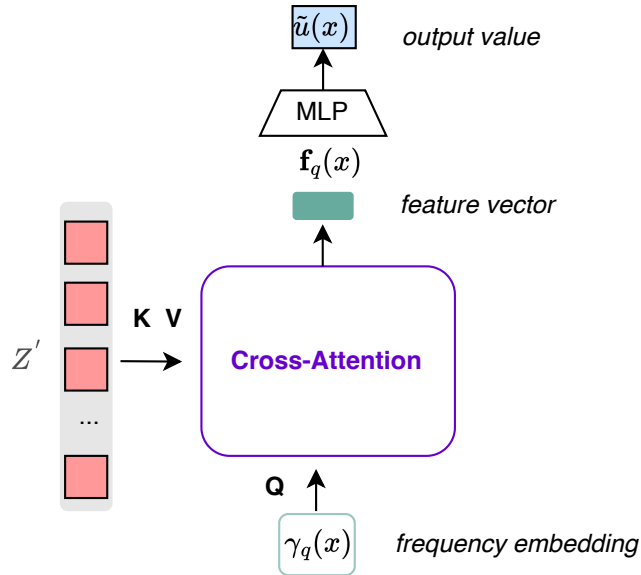 ũ(x) output value
MLP
f_q(x)
feature vector
K V
Z′ Cross-Attention
...
Q
γ_q(x) frequency embedding